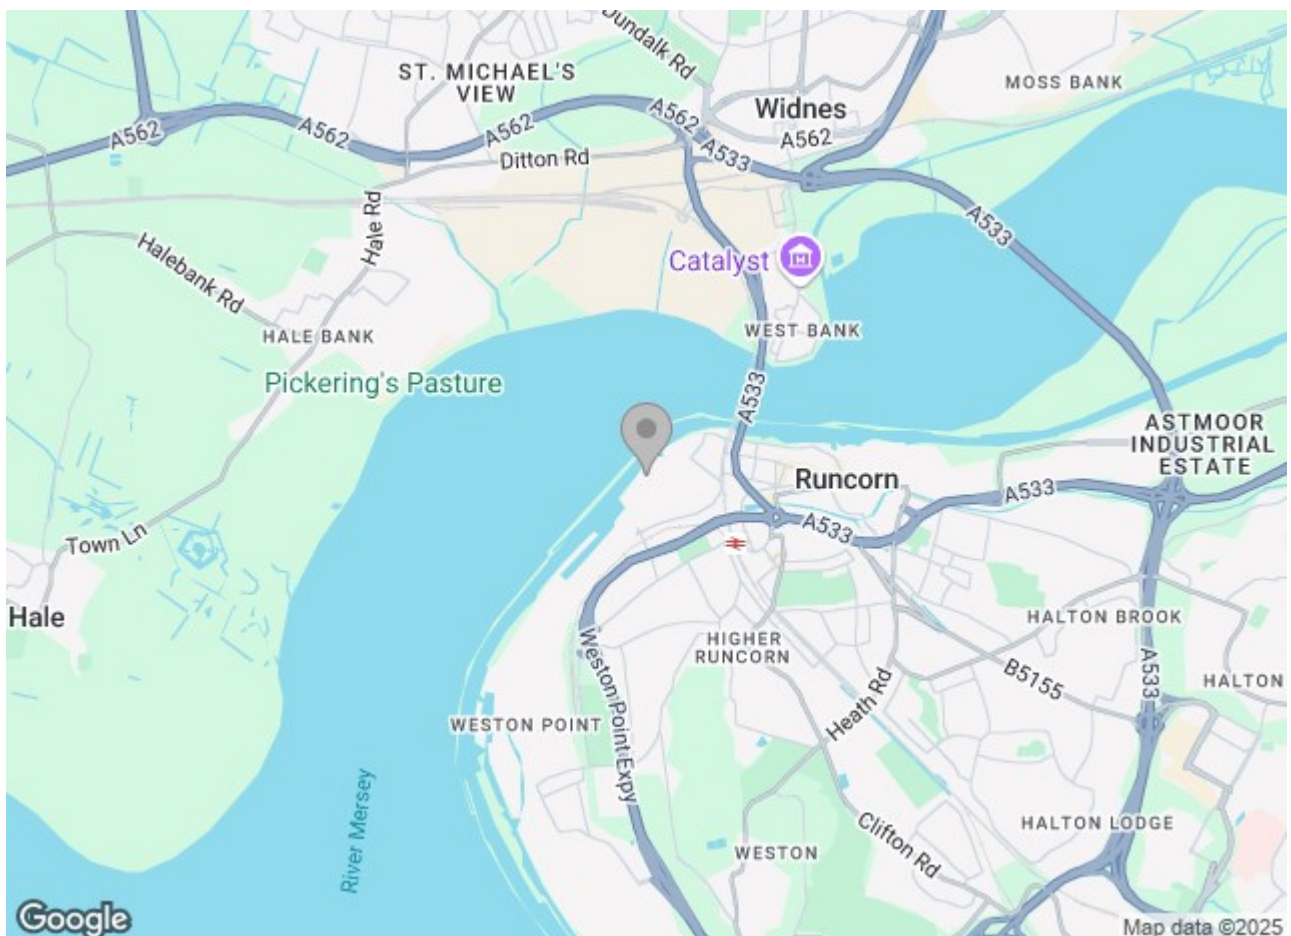 Dundalk Rd
ST. MICHAEL'S
VIEW
MOSS BANK
Widnes
A562
A562
A562
A562
A562
A533
Ditton Rd
Hale Rd
A533
Halebank Rd
Catalyst
HALE BANK
WEST BANK
Pickering's Pasture
A533
ASTMOOR
INDUSTRIAL
ESTATE
Runcorn
A533
A533
Town Ln
Hale
HALTON BROOK
HIGHER
RUNCORN
Weston Point Expy
B5155
A533
HALTON
Heath Rd
WESTON POINT
River Mersey
HALTON LODGE
Clifton Rd
WESTON
Google
Map data ©2025